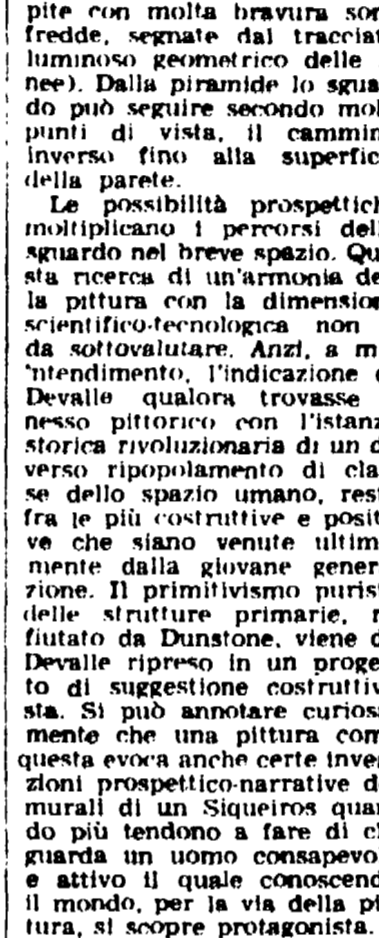 pite con molta bravura son
fredde, segnate dal tracciat
luminoso geometrico delle
nee). Dalla piramide lo sgua
do può seguire secondo mol
punti di vista, il cammin
inverso fino alla superfic
della parete.
Le possibilità prospettich
moltiplicano i percorsi dell
sguardo nel breve spazio. Qu
sta ricerca di un'armonia de
la pittura con la dimension
scientifico-tecnologica non
da sottovalutare. Anzi, a m
'ntendimento, l'indicazione d
Devalle qualora trovasse
nesso pittorico con l'istanz
storica rivoluzionaria di un d
verso ripopolamento di cla
se dello spazio umano, rest
fra le più costruttive e posit
ve che siano venute ultim
mente dalla giovane gener
zione. Il primitivismo puris
delle strutture primarie, r
fiutato da Dunstone, viene d
Devalle ripreso in un proge
to di suggestione costruttiv
sta. Si può annotare curios
mente che una pittura com
questa evoca anche certe inve
zioni prospettico-narrative d
murali di un Siqueiros quan
do più tendono a fare di ch
guarda un uomo consapevol
e attivo il quale conoscend
il mondo, per la via della pi
tura, si scopre protagonista.